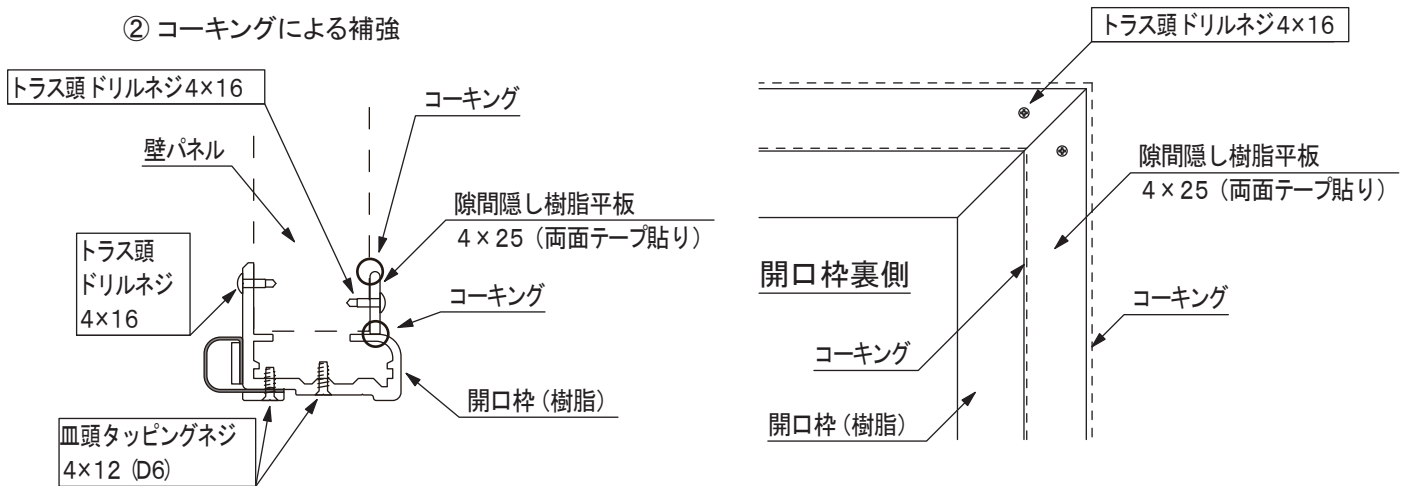 ② コーキングによる補強
トラス頭ドリルネジ4×16
コーキング
壁パネル
隙間隠し樹脂平板
4×25（両面テープ貼り）
トラス頭
ドリルネジ
4×16
コーキング
開口枠（樹脂）
皿頭タッピングネジ
4×12（D6）
トラス頭ドリルネジ4×16
隙間隠し樹脂平板
4×25（両面テープ貼り）
開口枠裏側
コーキング
コーキング
開口枠（樹脂）